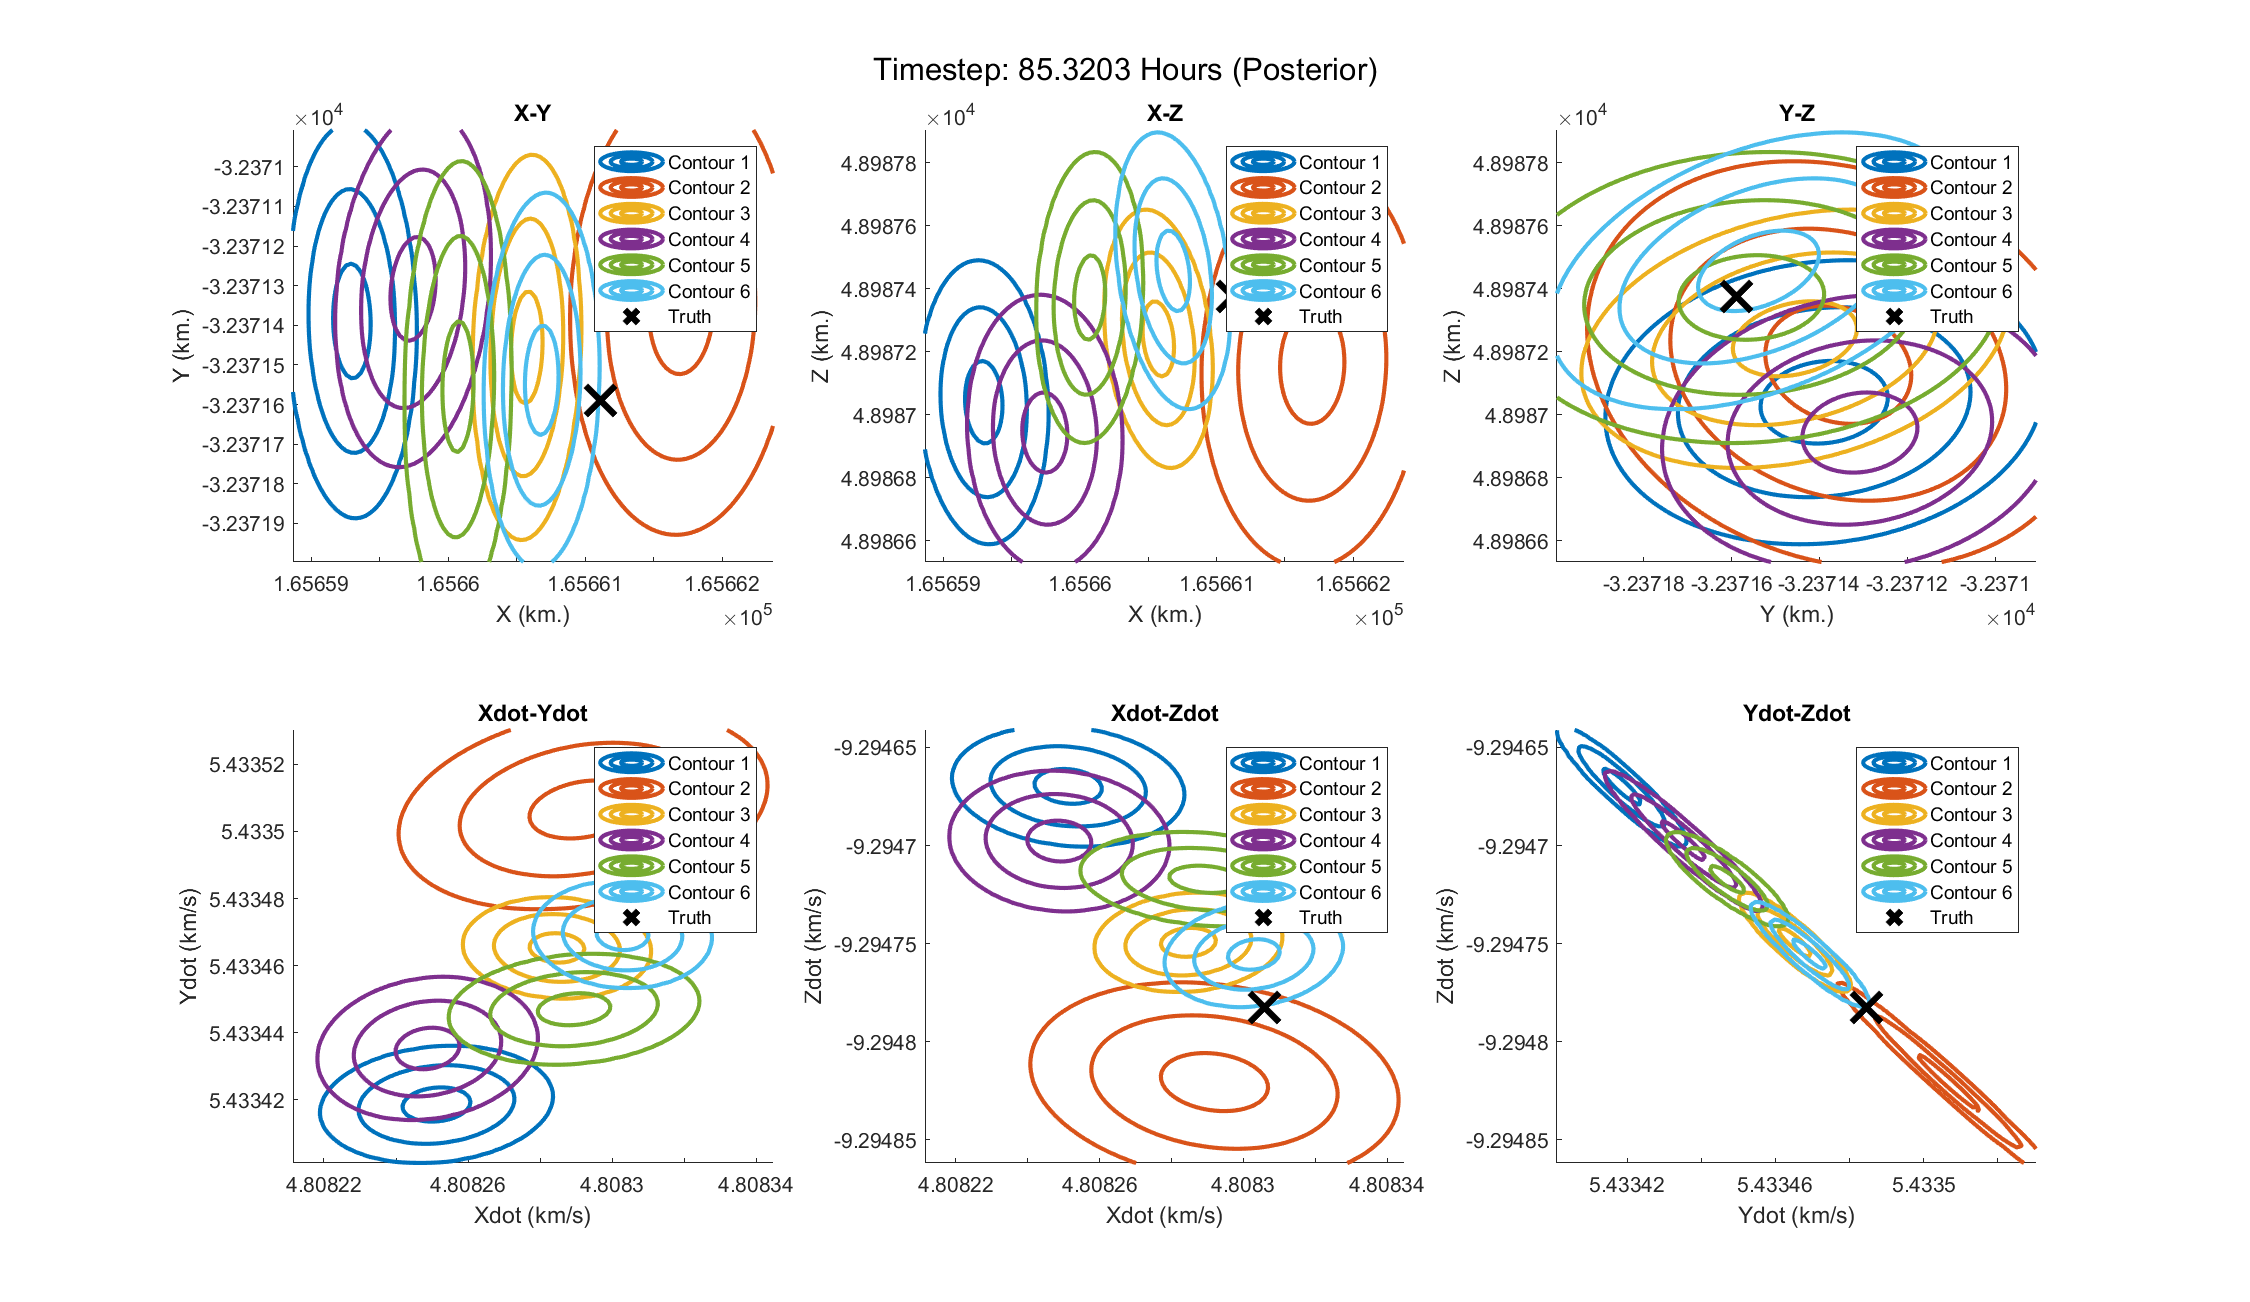 Timestep: 85.3203 Hours (Posterior)
×10⁴
X-Y
-3.2371
-3.23711
-3.23712
-3.23713
-3.23714
-3.23715
-3.23716
-3.23717
-3.23718
-3.23719
Y (km.)
1.65659 1.6566 1.65661 1.65662
X (km.)
×10⁵
Contour 1
Contour 2
Contour 3
Contour 4
Contour 5
Contour 6
Truth
×10⁴
X-Z
4.89878
4.89876
4.89874
4.89872
4.8987
4.89868
4.89866
Z (km.)
1.65659 1.6566 1.65661 1.65662
X (km.)
×10⁵
Contour 1
Contour 2
Contour 3
Contour 4
Contour 5
Contour 6
Truth
×10⁴
Y-Z
4.89878
4.89876
4.89874
4.89872
4.8987
4.89868
4.89866
Z (km.)
-3.23718 -3.23716 -3.23714 -3.23712 -3.2371
Y (km.)
×10⁴
Contour 1
Contour 2
Contour 3
Contour 4
Contour 5
Contour 6
Truth
Xdot-Ydot
5.43352
5.4335
5.43348
5.43346
5.43344
5.43342
Ydot (km/s)
4.80822 4.80826 4.8083 4.80834
Xdot (km/s)
Contour 1
Contour 2
Contour 3
Contour 4
Contour 5
Contour 6
Truth
Xdot-Zdot
-9.29465
-9.2947
-9.29475
-9.2948
-9.29485
Zdot (km/s)
4.80822 4.80826 4.8083 4.80834
Xdot (km/s)
Contour 1
Contour 2
Contour 3
Contour 4
Contour 5
Contour 6
Truth
Ydot-Zdot
-9.29465
-9.2947
-9.29475
-9.2948
-9.29485
Zdot (km/s)
5.43342 5.43346 5.4335
Ydot (km/s)
Contour 1
Contour 2
Contour 3
Contour 4
Contour 5
Contour 6
Truth